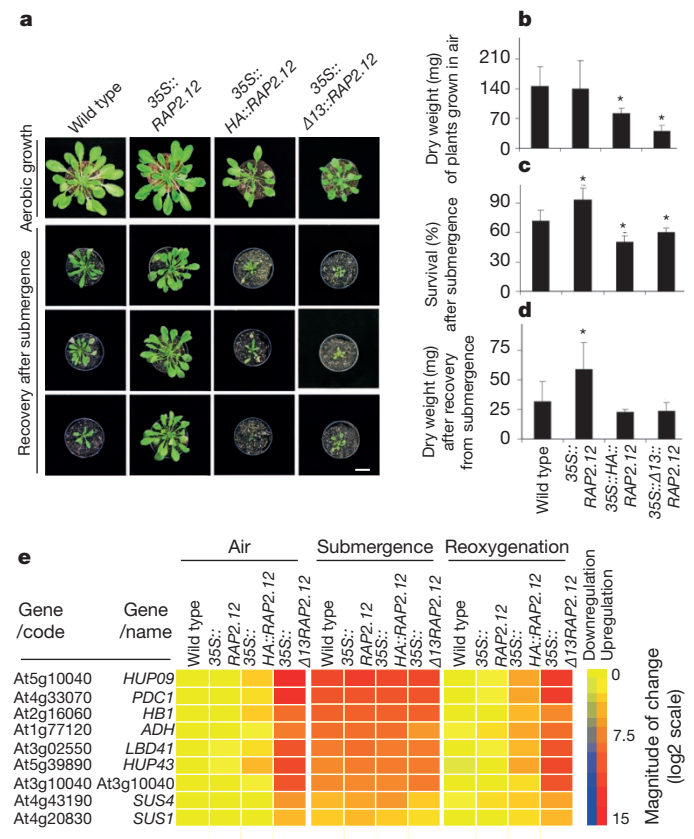 a
Wild type
35S::
RAP2.12
35S::
HA::RAP2.12
35S::
Δ13::RAP2.12
Aerobic growth
Recovery after submergence
b
Dry weight (mg)
of plants grown in air
210
140
70
0
*
*
c
Survival (%)
after submergence
90
60
30
0
*
*
*
d
Dry weight (mg)
after recovery
from submergence
75
50
25
0
*
Wild type
35S::
RAP2.12
35S::HA::
RAP2.12
35S::Δ13::
RAP2.12
e
Air
Submergence
Reoxygenation
Gene
/code
Gene
/name
Wild type
35S::
RAP2.12
35S::
HA::RAP2.12
35S::
Δ13RAP2.12
Wild type
35S::
RAP2.12
35S::
HA::RAP2.12
35S::
Δ13RAP2.12
Wild type
35S::
RAP2.12
35S::
HA::RAP2.12
35S::
Δ13RAP2.12
Downregulation
Upregulation
At5g10040 HUP09
At4g33070 PDC1
At2g16060 HB1
At1g77120 ADH
At3g02550 LBD41
At5g39890 HUP43
At3g10040 At3g10040
At4g43190 SUS4
At4g20830 SUS1
0
7.5
15
Magnitude of change
(log2 scale)